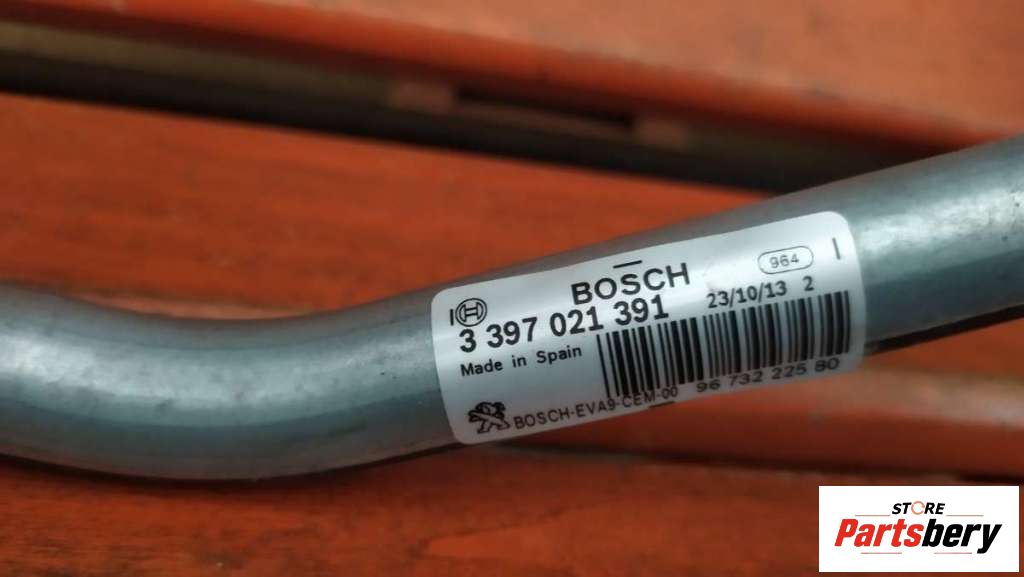 BOSCH 964 I
I H 3 397 021 391 23/10/13 2
Made in Spain
BOSCH-EVA9-CEM-00 96 732 225 80
STORE
Partsbery